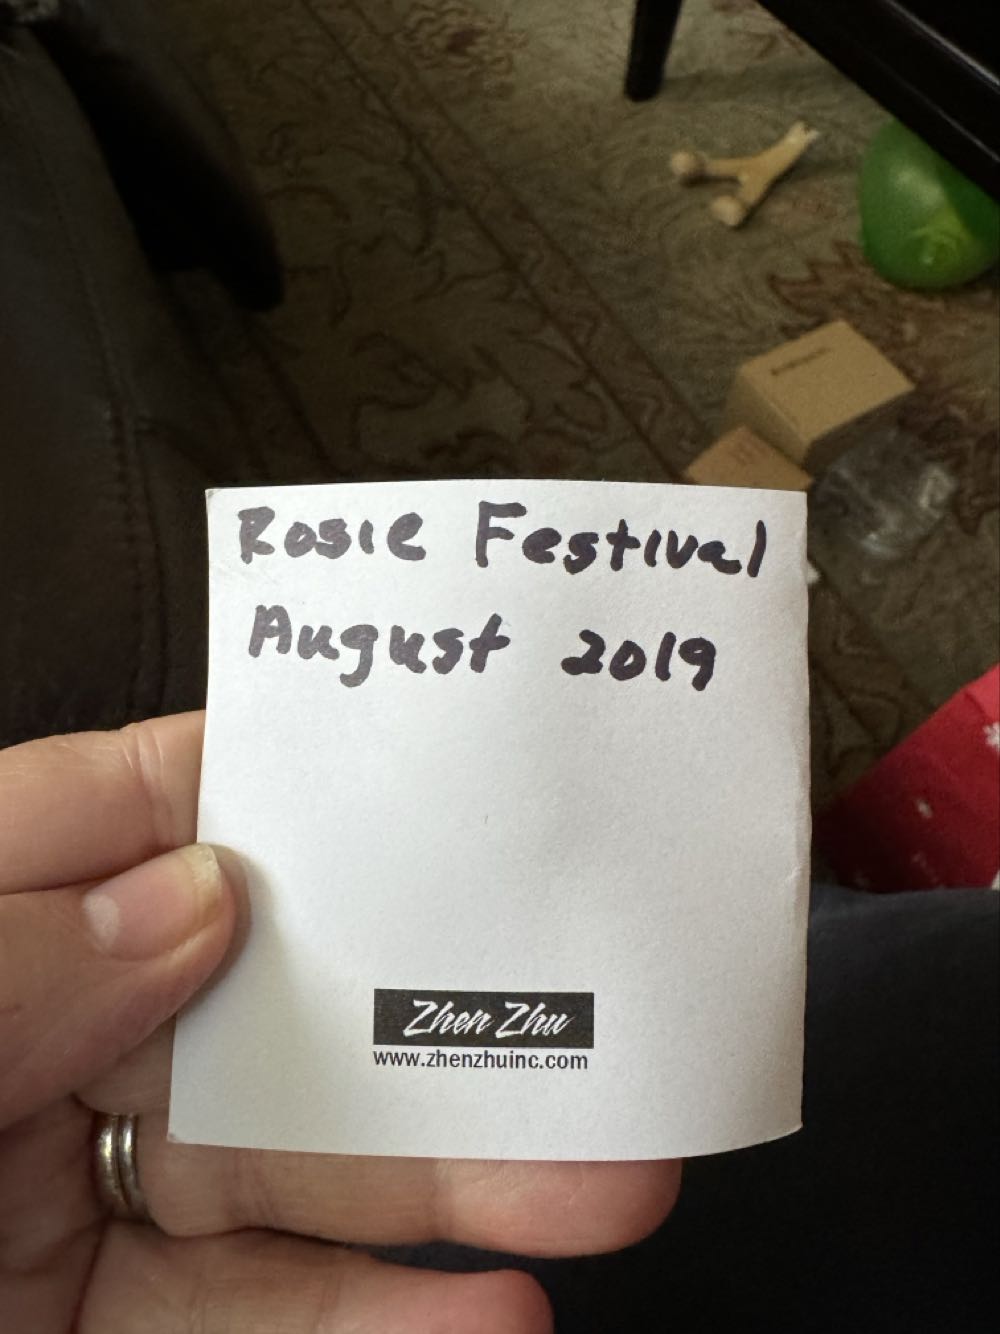 Rosie Festival
August 2019
Zhen Zhu
www.zhenzhuinc.com